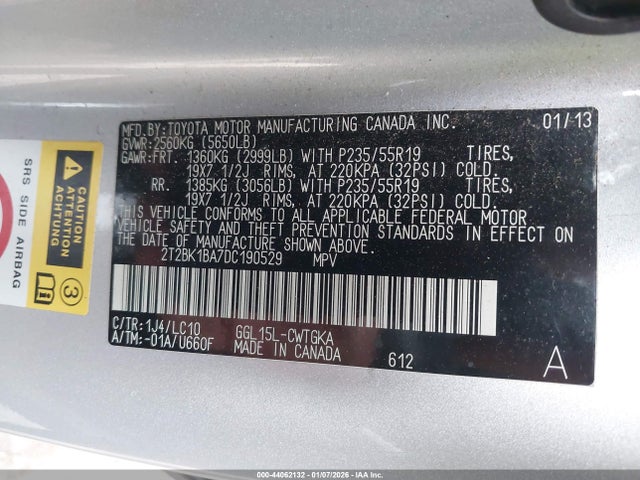 MFD.BY:TOYOTA MOTOR MANUFACTURING CANADA INC. 01/13
GVWR:2560KG (5650LB)
GAWR:FRT. 1360KG (2999LB) WITH P235/55R19 TIRES,
19X7 1/2J RIMS, AT 220KPA (32PSI) COLD.
RR. 1385KG (3056LB) WITH P235/55R19 TIRES,
19X7 1/2J RIMS, AT 220KPA (32PSI) COLD.
THIS VEHICLE CONFORMS TO ALL APPLICABLE FEDERAL MOTOR
VEHICLE SAFETY AND THEFT PREVENTION STANDARDS IN EFFECT ON
THE DATE OF MANUFACTURE SHOWN ABOVE.
2T2BK1BA7DC190529 MPV
C/TR:1J4/LC10 GGL15L-CWTGKA
A/TM:-01A/U660F MADE IN CANADA 612 A
CAUTION
ATTENTION
ACHTUNG
SRS SIDE AIRBAG
3
000-44062132 - 01/07/2026 - IAA Inc.